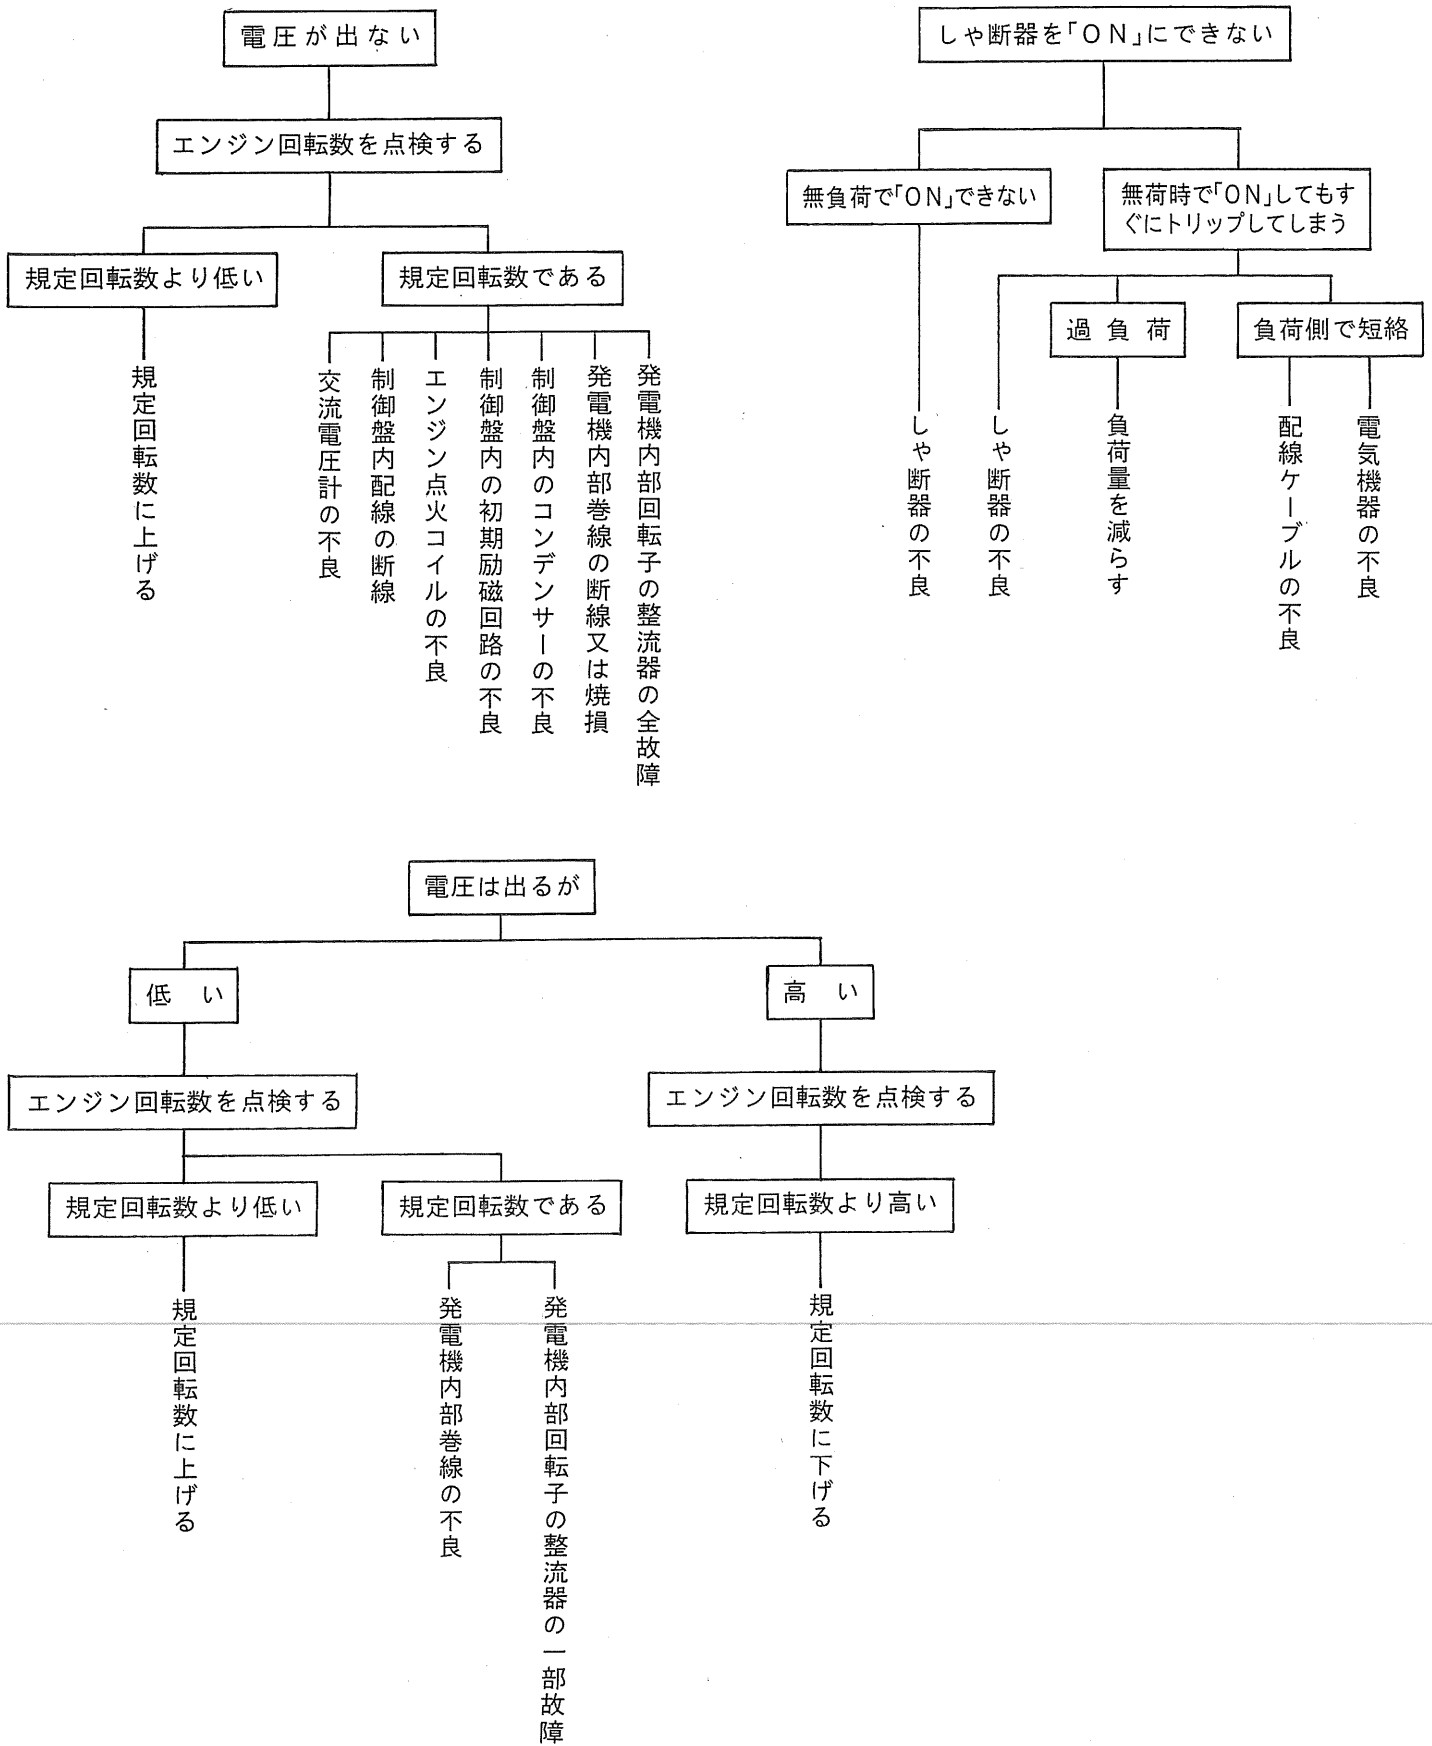 電圧が出ない
エンジン回転数を点検する
規定回転数より低い
規定回転数である
規定回転数に上げる
交流電圧計の不良
制御盤内配線の断線
エンジン点火コイルの不良
制御盤内の初期励磁回路の不良
制御盤内のコンデンサーの不良
発電機内部巻線の断線又は焼損
発電機内部回転子の整流器の全故障
しゃ断器を「ON」にできない
無負荷で「ON」できない
無荷時で「ON」してもす
ぐにトリップしてしまう
過負荷
負荷側で短絡
しゃ断器の不良
しゃ断器の不良
負荷量を減らす
配線ケーブルの不良
電気機器の不良
電圧は出るが
低い
高い
エンジン回転数を点検する
エンジン回転数を点検する
規定回転数より低い
規定回転数である
規定回転数より高い
規定回転数に上げる
発電機内部巻線の不良
発電機内部回転子の整流器の一部故障
規定回転数に下げる